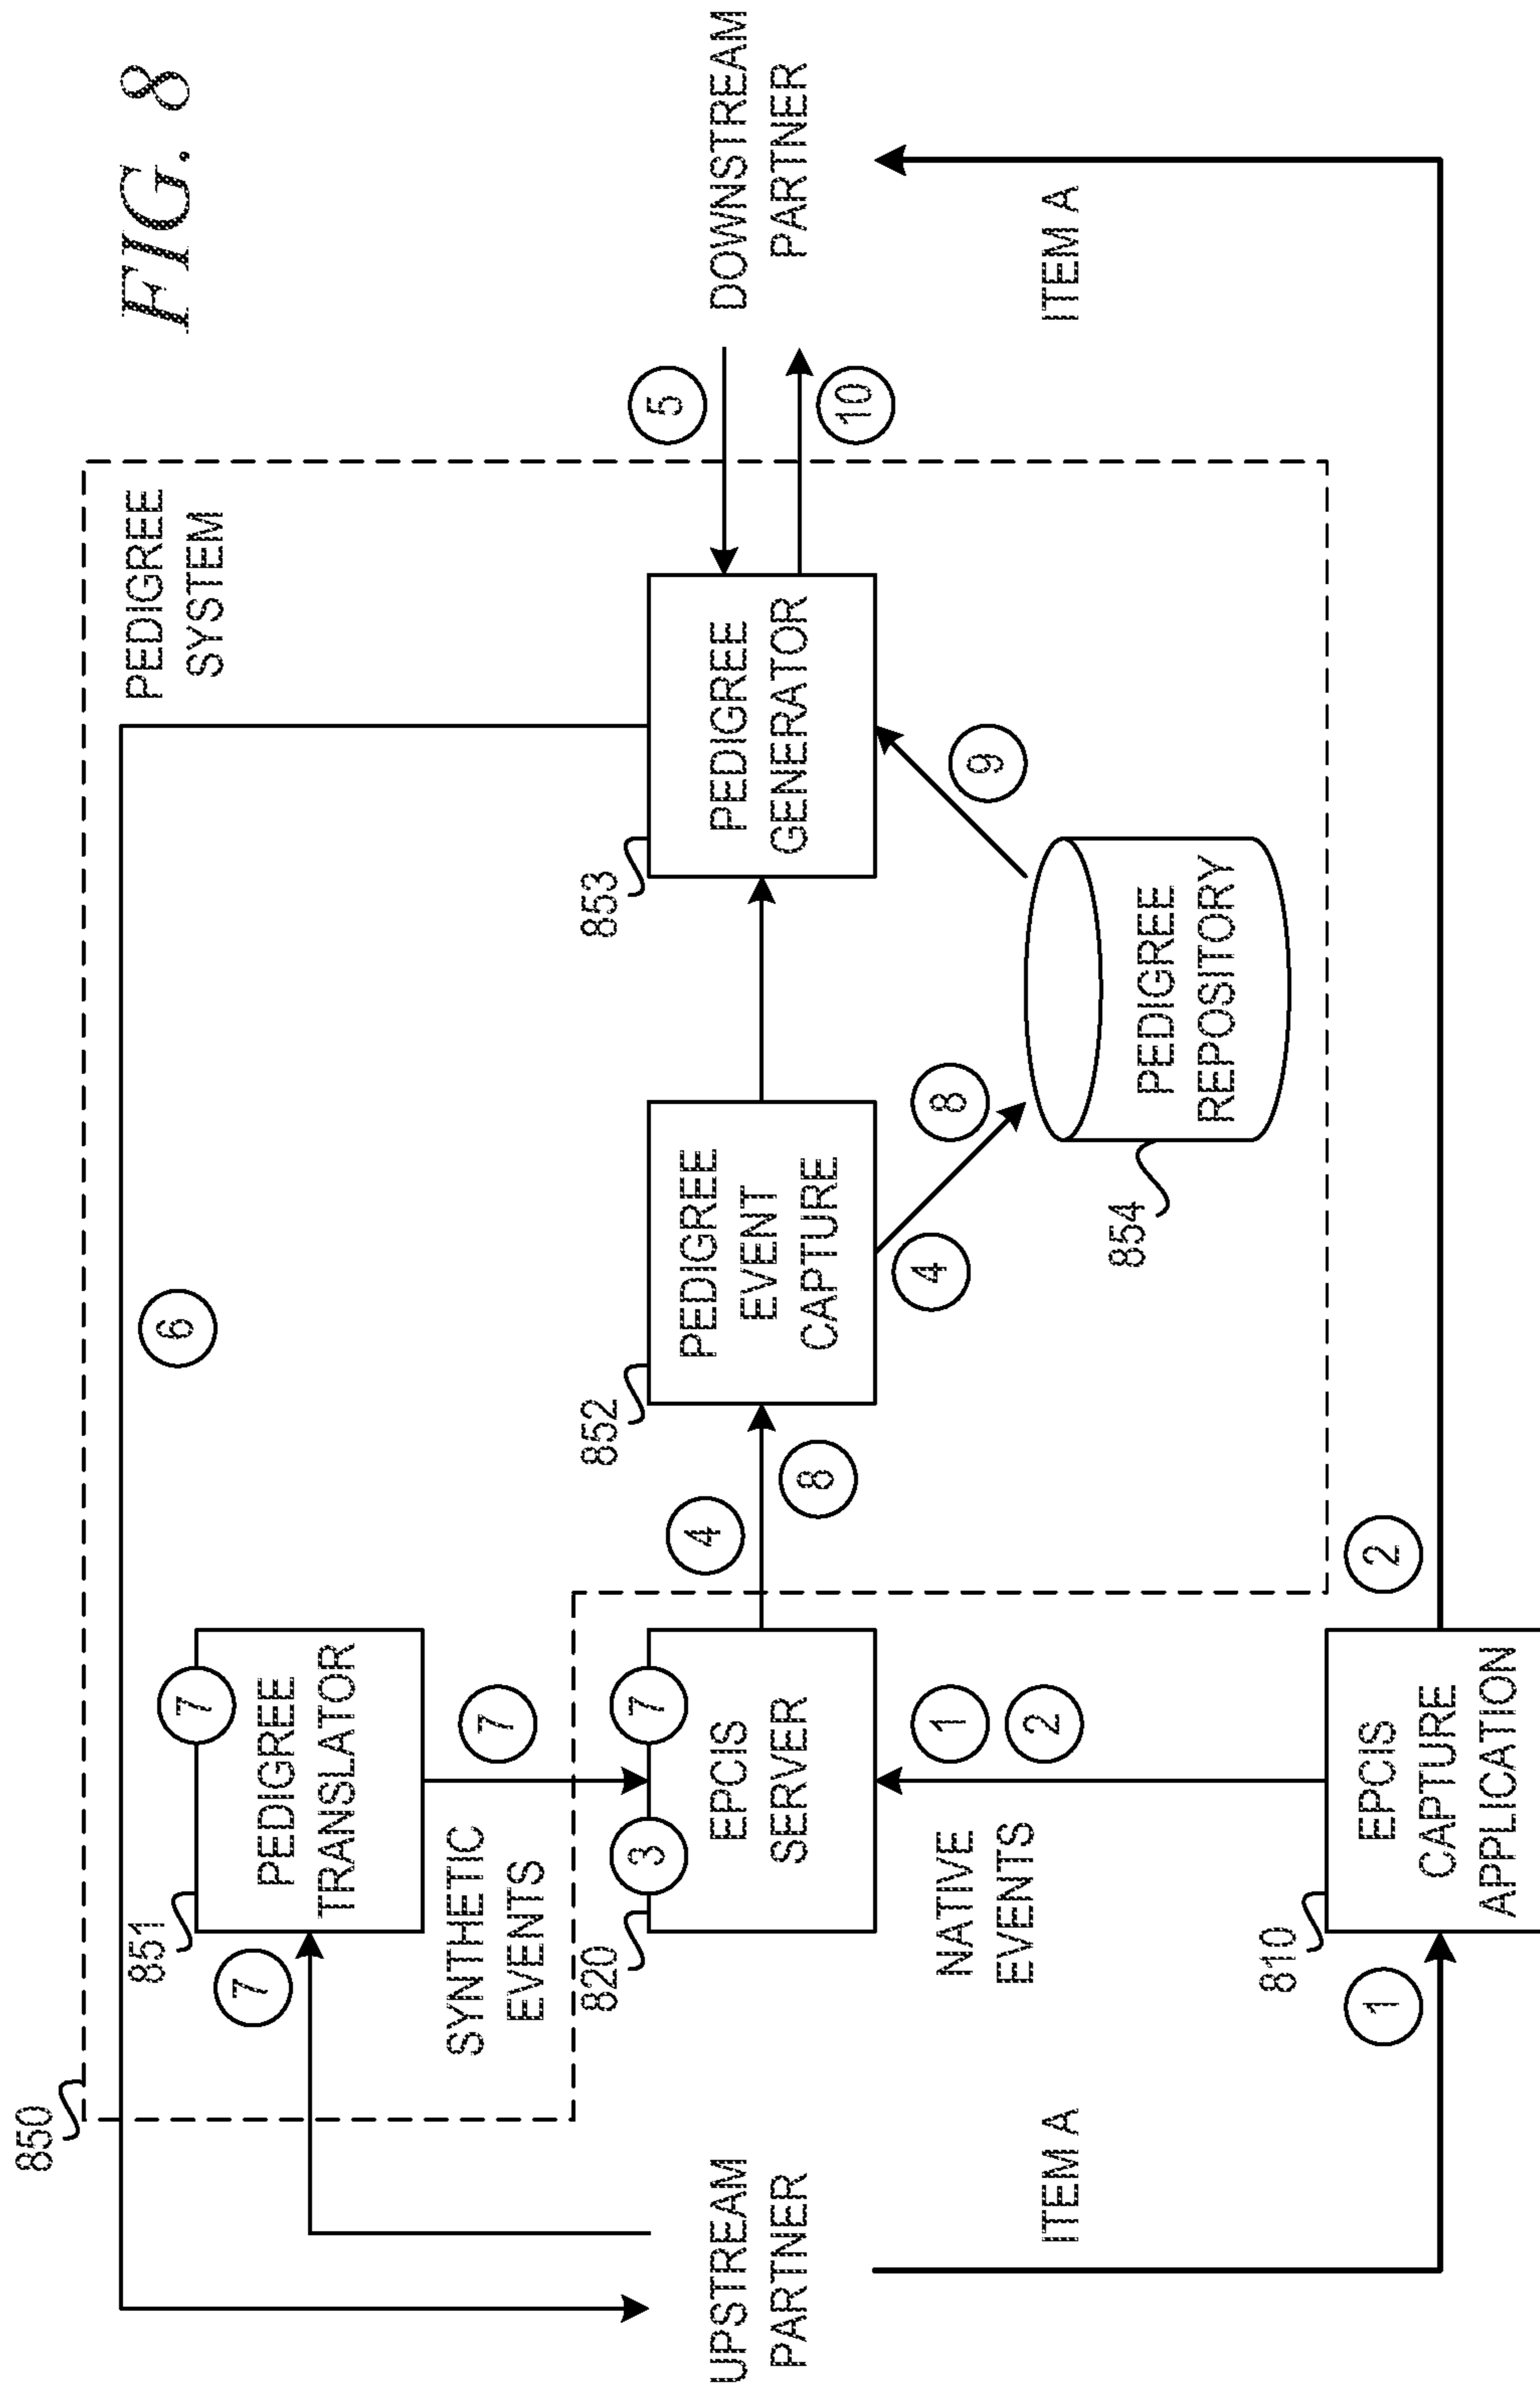 FIG. 8
850
6
PEDIGREE
SYSTEM
851
7
7
PEDIGREE
TRANSLATOR
SYNTHETIC
EVENTS
7
UPSTREAM
PARTNER
820
3
7
EPCIS
SERVER
4
8
852
PEDIGREE
EVENT
CAPTURE
853
PEDIGREE
GENERATOR
5
10
DOWNSTREAM
PARTNER
4
8
9
854
PEDIGREE
REPOSITORY
NATIVE
EVENTS
1
2
ITEM A
ITEM A
810
1
EPCIS
CAPTURE
APPLICATION
2